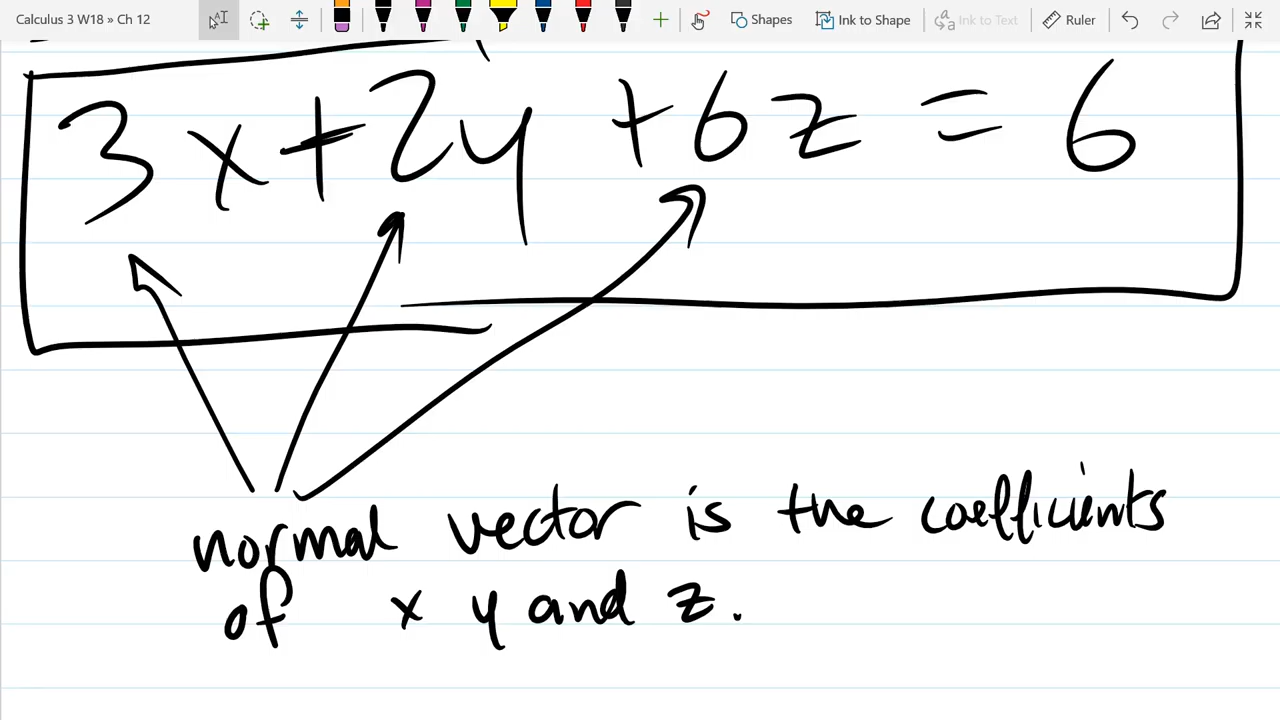 Calculus 3 W18 » Ch 12
Shapes
Ink to Shape
Ink to Text
Ruler
3x+2y+6z=6
normal vector is the coefficients
of x y and z.